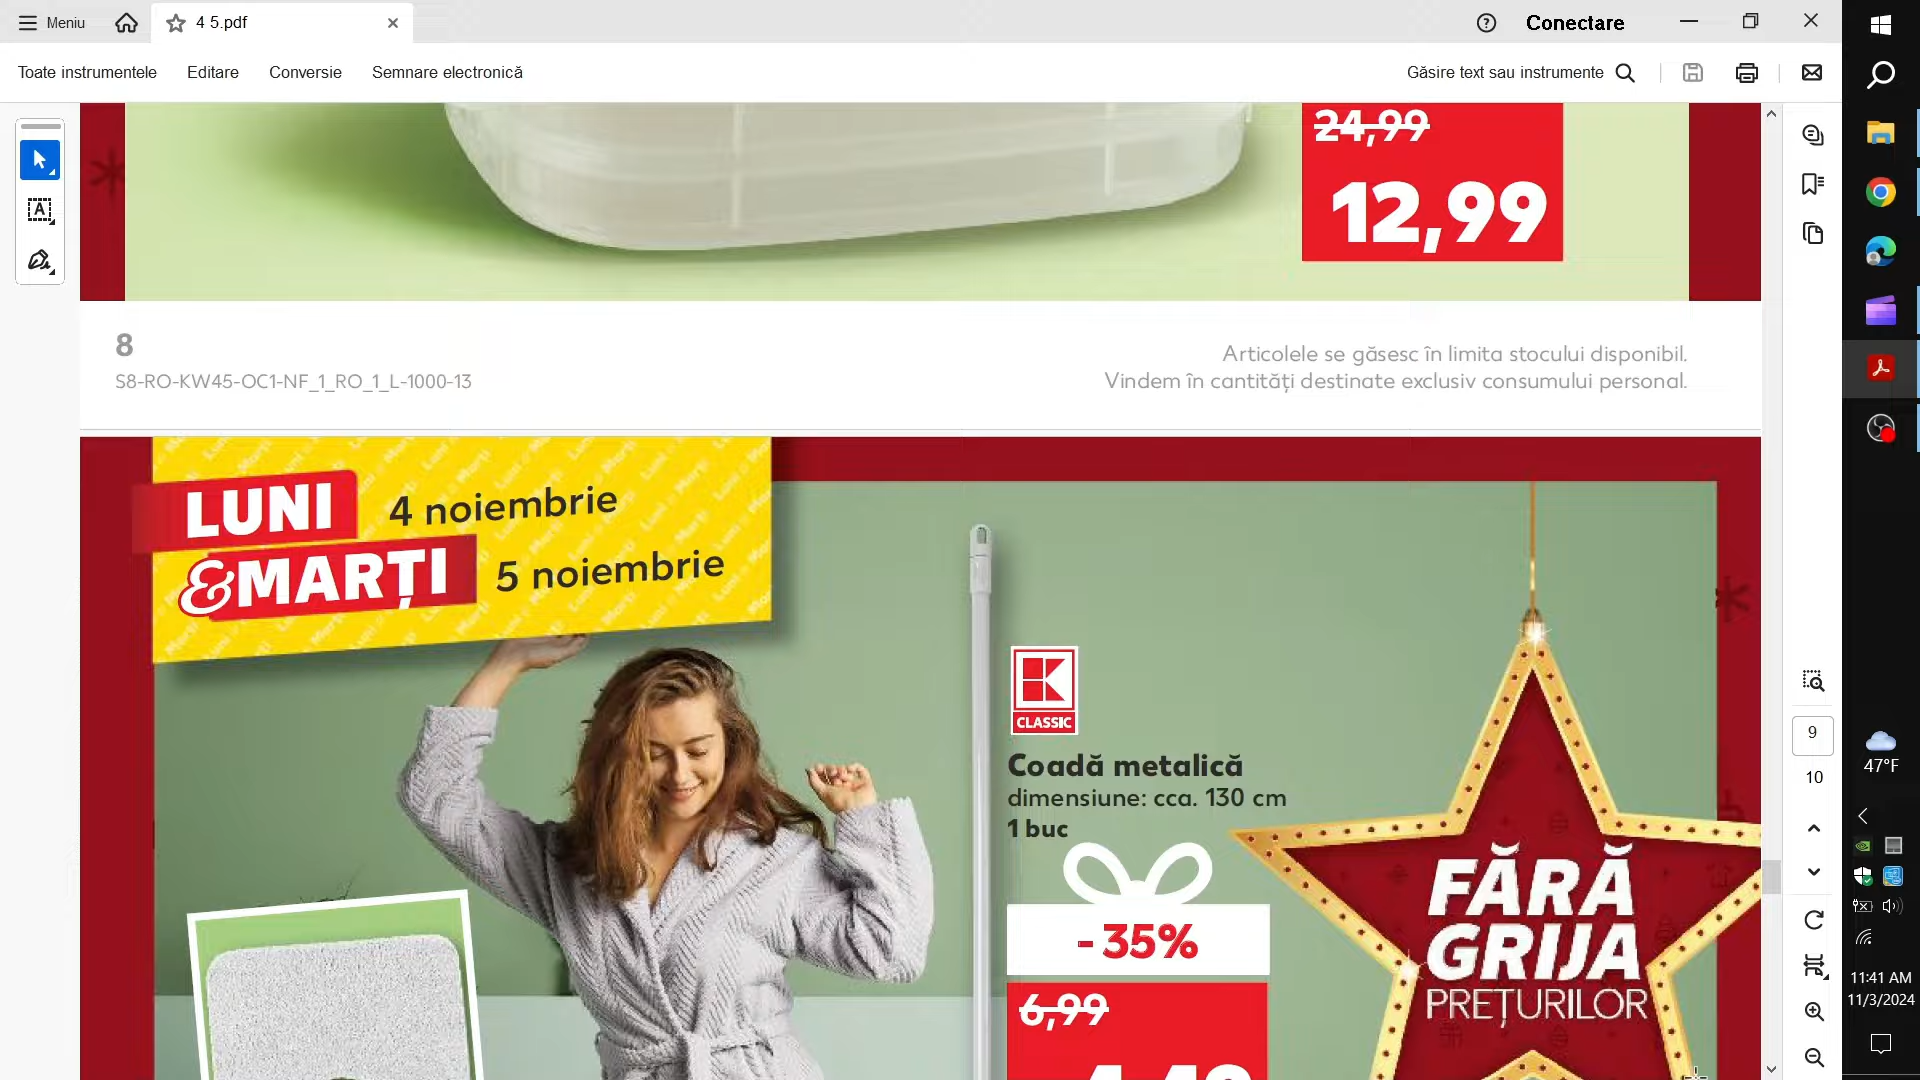 Meniu
4 5.pdf
Conectare
Toate instrumentele
Editare
Conversie
Semnare electronică
Găsire text sau instrumente
24,99
12,99
8
S8-RO-KW45-OC1-NF_1_RO_1_L-1000-13
Articolele se găsesc în limita stocului disponibil.
Vindem în cantități destinate exclusiv consumului personal.
LUNI 4 noiembrie
&MARȚI 5 noiembrie
K
CLASSIC
Coadă metalică
dimensiune: cca. 130 cm
1 buc
-35%
6,99
FĂRĂ
GRIJA
PREȚURILOR
9
10
47°F
11:41 AM
11/3/2024